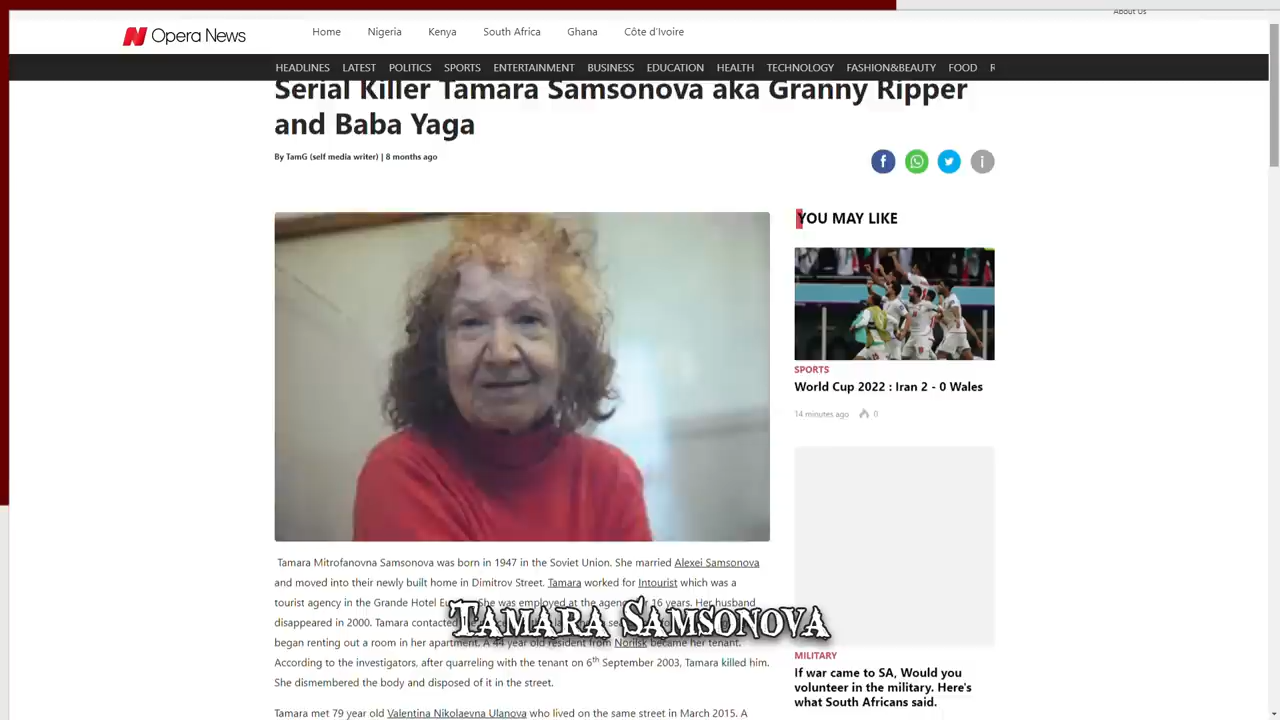 About Us
Opera News
Home Nigeria Kenya South Africa Ghana Côte d'Ivoire
HEADLINES LATEST POLITICS SPORTS ENTERTAINMENT BUSINESS EDUCATION HEALTH TECHNOLOGY FASHION&BEAUTY FOOD R
Serial Killer Tamara Samsonova aka Granny Ripper
and Baba Yaga
By TamG (self media writer) | 8 months ago
YOU MAY LIKE
SPORTS
World Cup 2022 : Iran 2 - 0 Wales
14 minutes ago 0
Tamara Mitrofanovna Samsonova was born in 1947 in the Soviet Union. She married Alexei Samsonova
and moved into their newly built home in Dimitrov Street. Tamara worked for Intourist which was a
tourist agency in the Grande Hotel She was employed at the agency 16 years. Her husband
disappeared in 2000. Tamara contacted
began renting out a room in her apartment. A 44 year old resident from Norilsk became her tenant.
According to the investigators, after quarreling with the tenant on 6th September 2003, Tamara killed him.
She dismembered the body and disposed of it in the street.
Tamara met 79 year old Valentina Nikolaevna Ulanova who lived on the same street in March 2015. A
TAMARA SAMSONOVA
MILITARY
If war came to SA, Would you
volunteer in the military. Here's
what South Africans said.